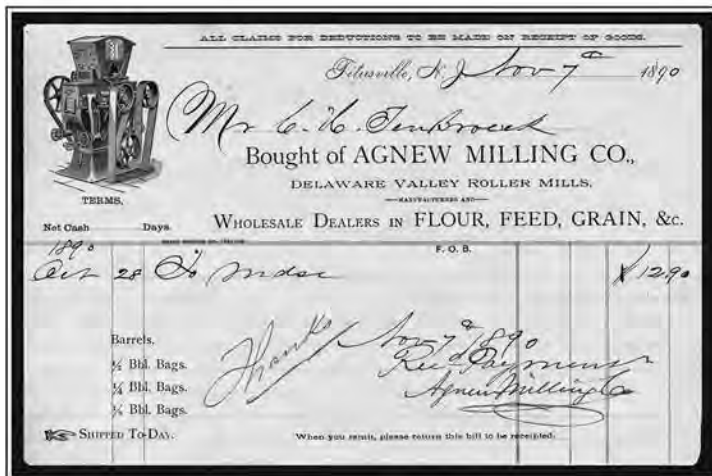 ALL CLAIMS FOR DEDUCTIONS TO BE MADE ON RECEIPT OF GOODS.
Titusville, N. J. Nov 7th 1890
Mr C. H. TenBroeck
Bought of AGNEW MILLING CO.,
DELAWARE VALLEY ROLLER MILLS,
MANUFACTURERS AND
TERMS,
Net Cash Days. WHOLESALE DEALERS IN FLOUR, FEED, GRAIN, &c.
F. O. B.
1890
Oct 28 To mdse $12.90
Barrels.
Thanks Nov 7th 1890
½ Bbl. Bags. Recd Payment
¼ Bbl. Bags. Agnew Milling Co
Bbl. Bags.
SHIPPED TO-DAY. When you remit, please return this bill to be receipted.